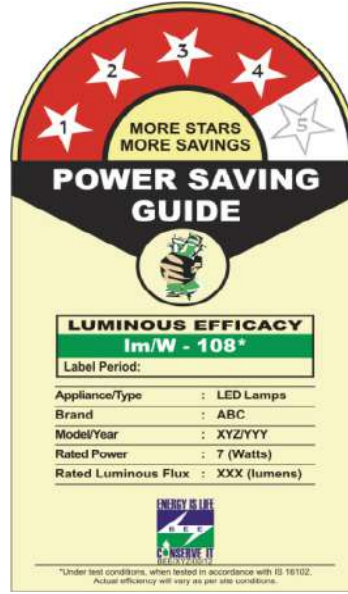 1 2 3 4 5
MORE STARS
MORE SAVINGS
POWER SAVING
GUIDE
LUMINOUS EFFICACY
lm/W - 108*
Label Period:
Appliance/Type : LED Lamps
Brand : ABC
Model/Year : XYZ/YYY
Rated Power : 7 (Watts)
Rated Luminous Flux : XXX (lumens)
ENERGY IS LIFE
BEE
CONSERVE IT
*Under test conditions, when tested in accordance with IS 16102.
Actual efficiency will vary as per site conditions.